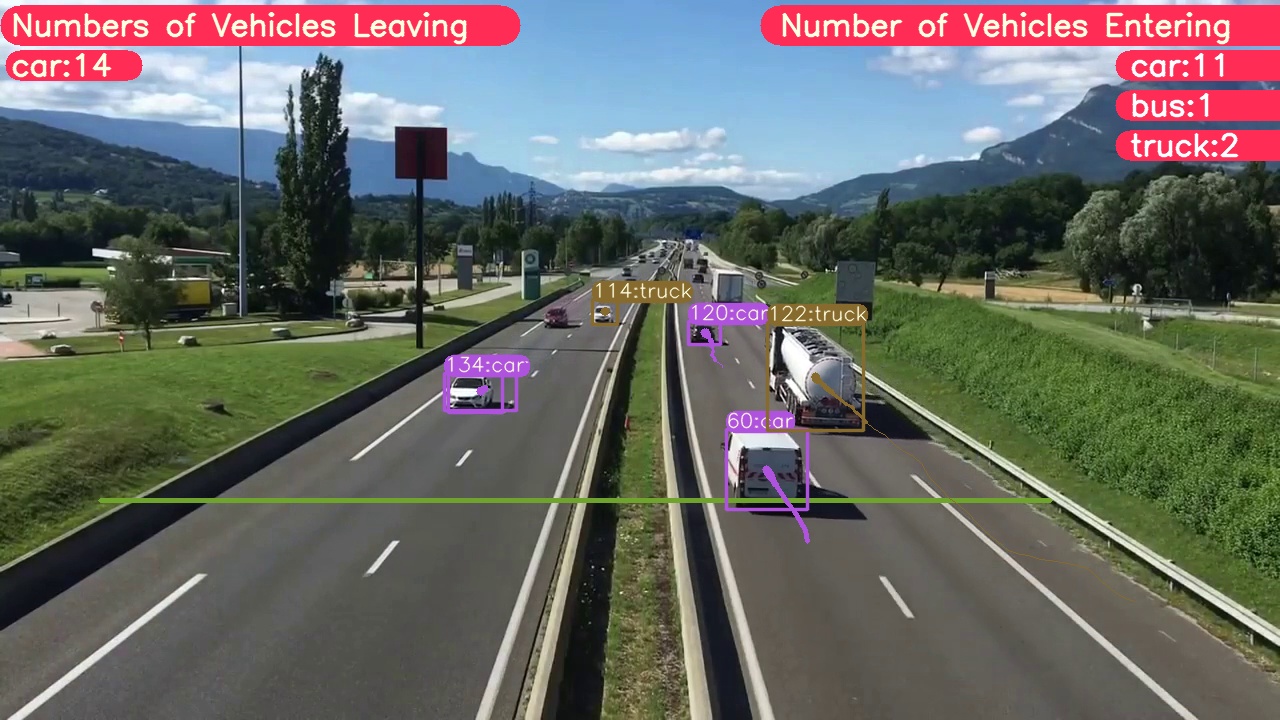 Numbers of Vehicles Leaving
Number of Vehicles Entering
car:14
car:11
bus:1
truck:2
114:truck
120:car
122:truck
134:car
60:car